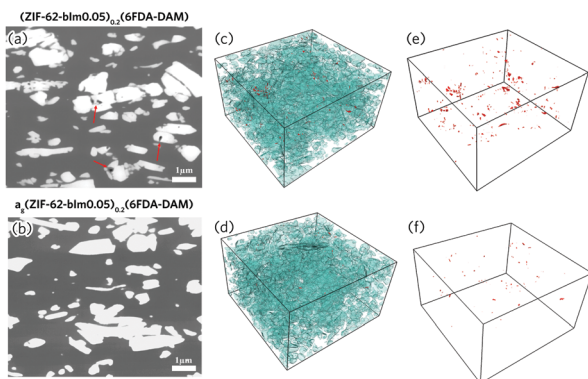 (ZIF-62-bIm0.05)0.2(6FDA-DAM)
(a)
1μm
(c)
(e)
ag(ZIF-62-bIm0.05)0.2(6FDA-DAM)
(b)
1μm
(d)
(f)